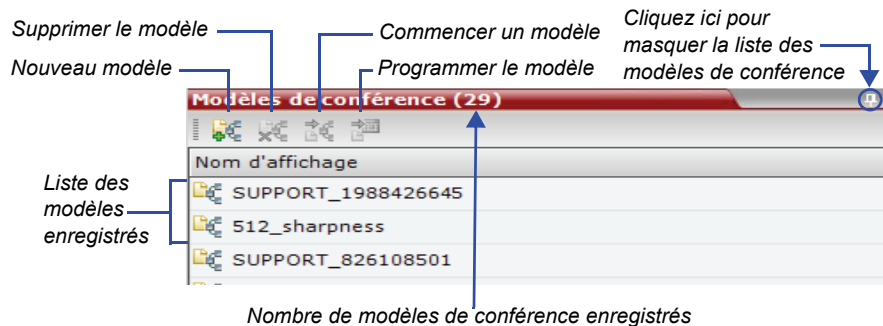 Supprimer le modèle
Nouveau modèle
Commencer un modèle
Programmer le modèle
Cliquez ici pour
masquer la liste des
modèles de conférence
Modèles de conférence (29)
Nom d'affichage
Liste des
modèles
enregistrés
SUPPORT_1988426645
512_sharpness
SUPPORT_826108501
Nombre de modèles de conférence enregistrés